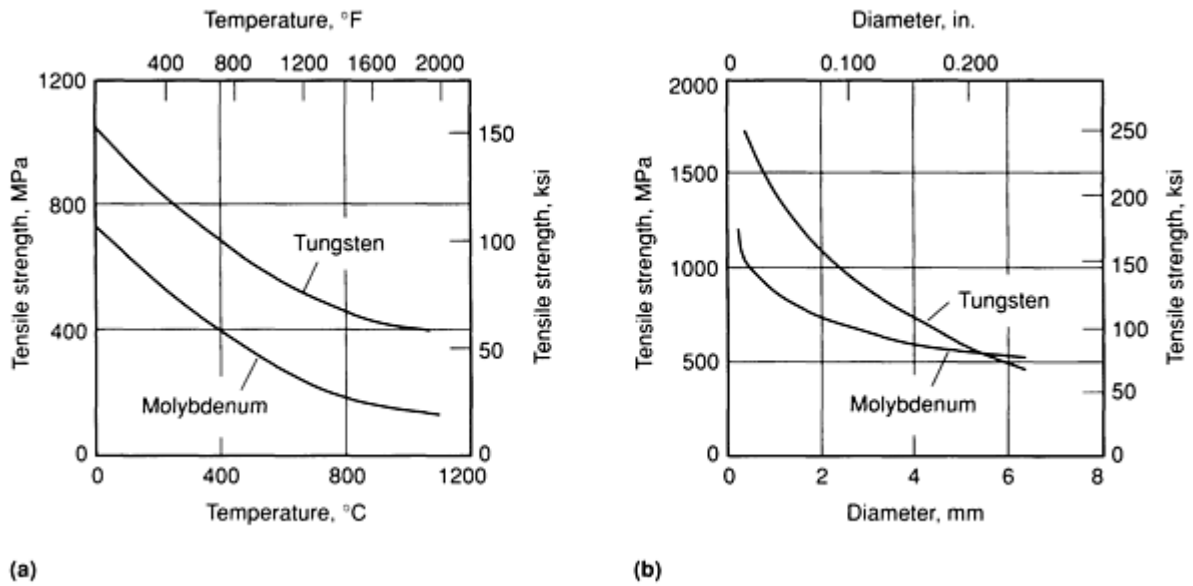 Temperature, °F
400 800 1200 1600 2000
1200
800
400
0
Tensile strength, MPa
150
100
50
0
Tensile strength, ksi
Tungsten
Molybdenum
0 400 800 1200
Temperature, °C
(a)
Diameter, in.
0 0.100 0.200
2000
1500
1000
500
0
Tensile strength, MPa
250
200
150
100
50
0
Tensile strength, ksi
Tungsten
Molybdenum
0 2 4 6 8
Diameter, mm
(b)